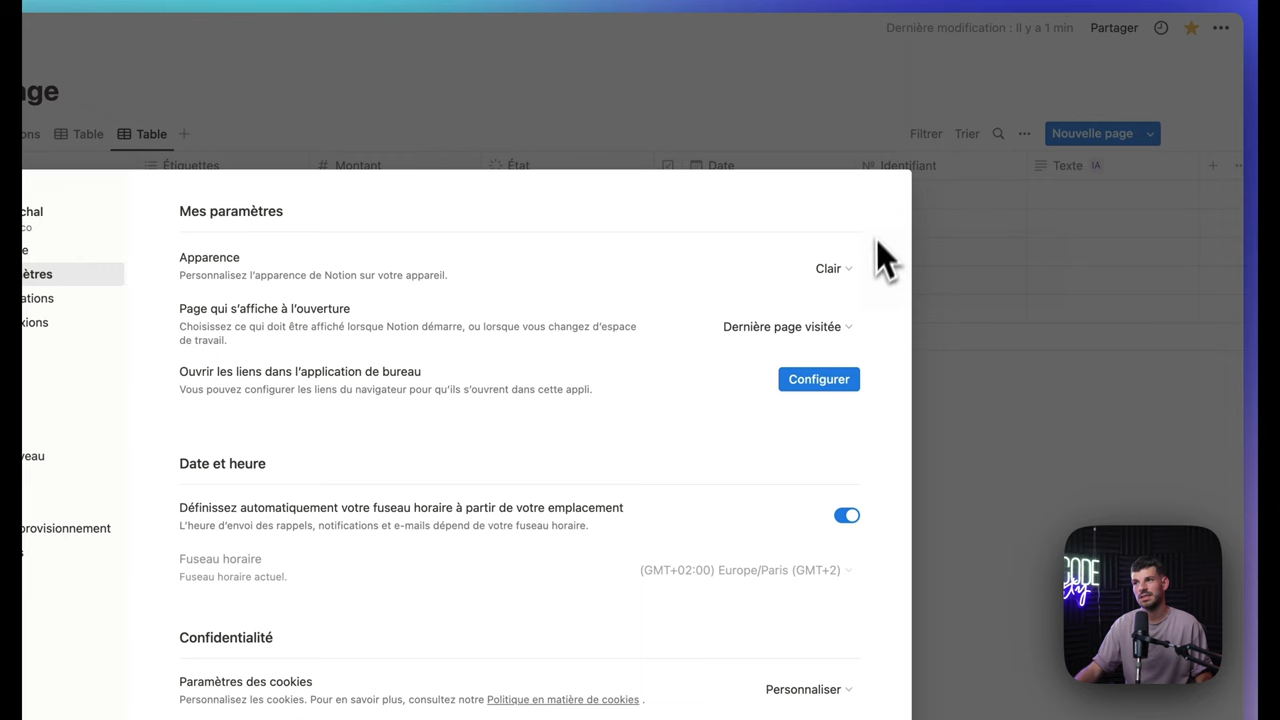 Dernière modification : Il y a 1 min Partager
age
ons Table Table Filtrer Trier Nouvelle page
Étiquettes Montant État Date Identifiant Texte IA
chal
co
e
ètres
ations
xions
veau
provisionnement
s
Mes paramètres
Apparence
Personnalisez l'apparence de Notion sur votre appareil.
Clair
Page qui s'affiche à l'ouverture
Choisissez ce qui doit être affiché lorsque Notion démarre, ou lorsque vous changez d'espace
de travail.
Dernière page visitée
Ouvrir les liens dans l'application de bureau
Vous pouvez configurer les liens du navigateur pour qu'ils s'ouvrent dans cette appli.
Configurer
Date et heure
Définissez automatiquement votre fuseau horaire à partir de votre emplacement
L'heure d'envoi des rappels, notifications et e-mails dépend de votre fuseau horaire.
Fuseau horaire
Fuseau horaire actuel.
(GMT+02:00) Europe/Paris (GMT+2)
Confidentialité
Paramètres des cookies
Personnalisez les cookies. Pour en savoir plus, consultez notre Politique en matière de cookies .
Personnaliser
CODE